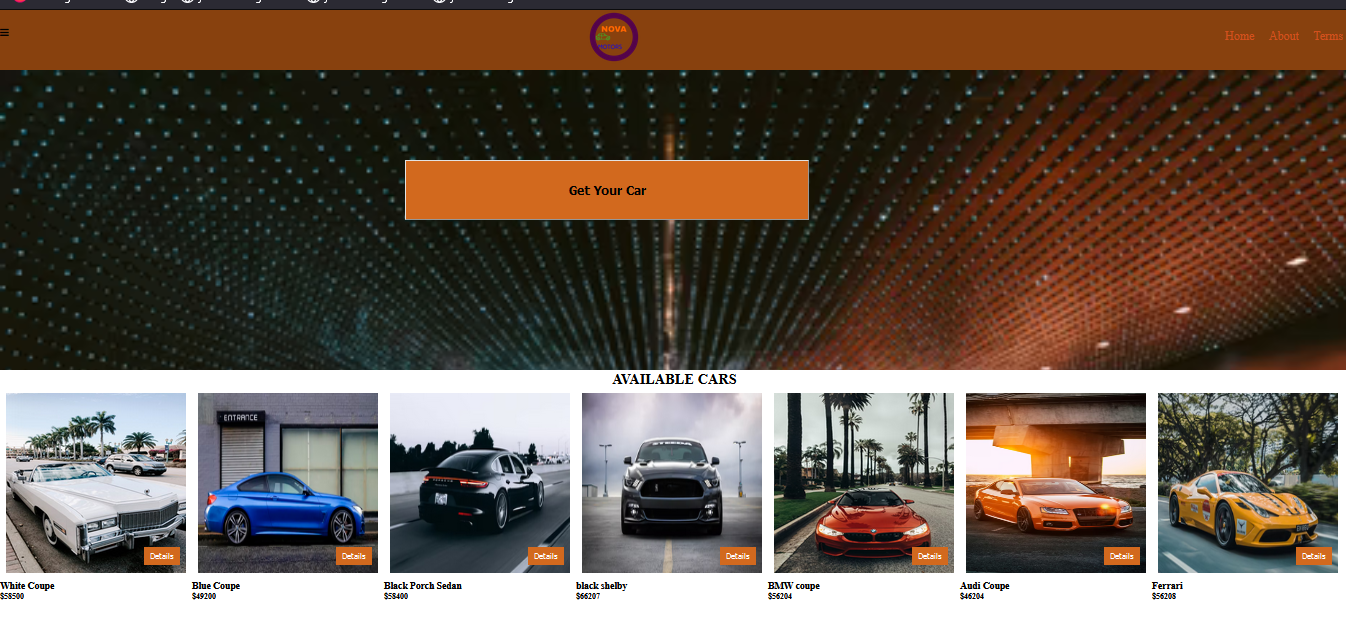 NOVA
MOTORS
Home About Terms
Get Your Car
AVAILABLE CARS
ENTRANCE
STEEDA
Details Details Details Details Details Details Details
White Coupe Blue Coupe Black Porch Sedan black shelby BMW coupe Audi Coupe Ferrari
$58500 $49200 $58400 $66207 $56204 $46204 $56208